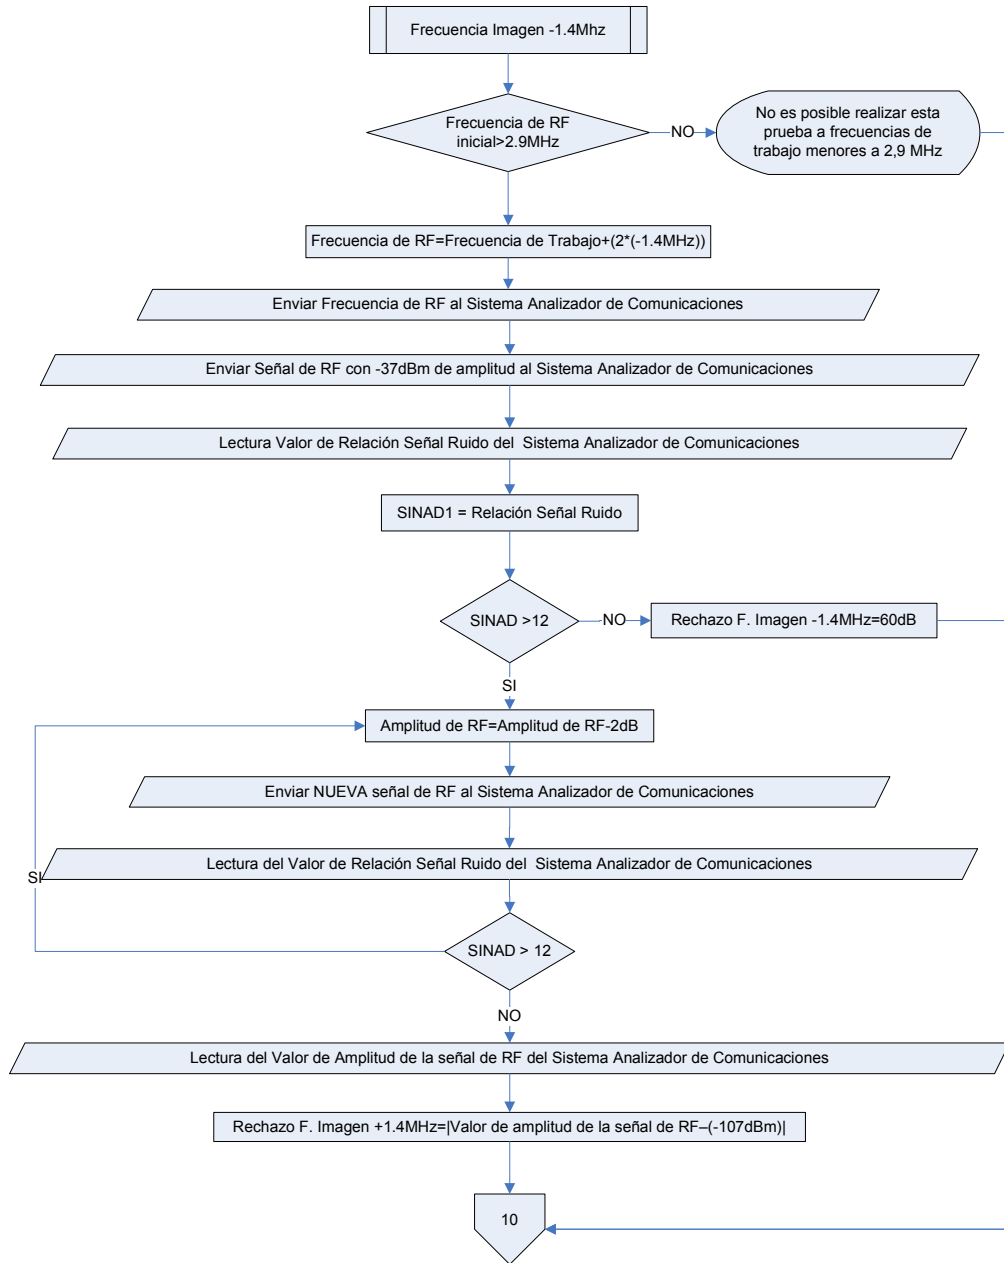 Frecuencia Imagen -1.4Mhz
Frecuencia de RF
inicial>2.9MHz
NO
No es posible realizar esta
prueba a frecuencias de
trabajo menores a 2,9 MHz
Frecuencia de RF=Frecuencia de Trabajo+(2*(-1.4MHz))
Enviar Frecuencia de RF al Sistema Analizador de Comunicaciones
Enviar Señal de RF con -37dBm de amplitud al Sistema Analizador de Comunicaciones
Lectura Valor de Relación Señal Ruido del Sistema Analizador de Comunicaciones
SINAD1 = Relación Señal Ruido
SINAD >12
NO
Rechazo F. Imagen -1.4MHz=60dB
SI
Amplitud de RF=Amplitud de RF-2dB
Enviar NUEVA señal de RF al Sistema Analizador de Comunicaciones
Lectura del Valor de Relación Señal Ruido del Sistema Analizador de Comunicaciones
SI
SINAD > 12
NO
Lectura del Valor de Amplitud de la señal de RF del Sistema Analizador de Comunicaciones
Rechazo F. Imagen +1.4MHz=|Valor de amplitud de la señal de RF–(-107dBm)|
10